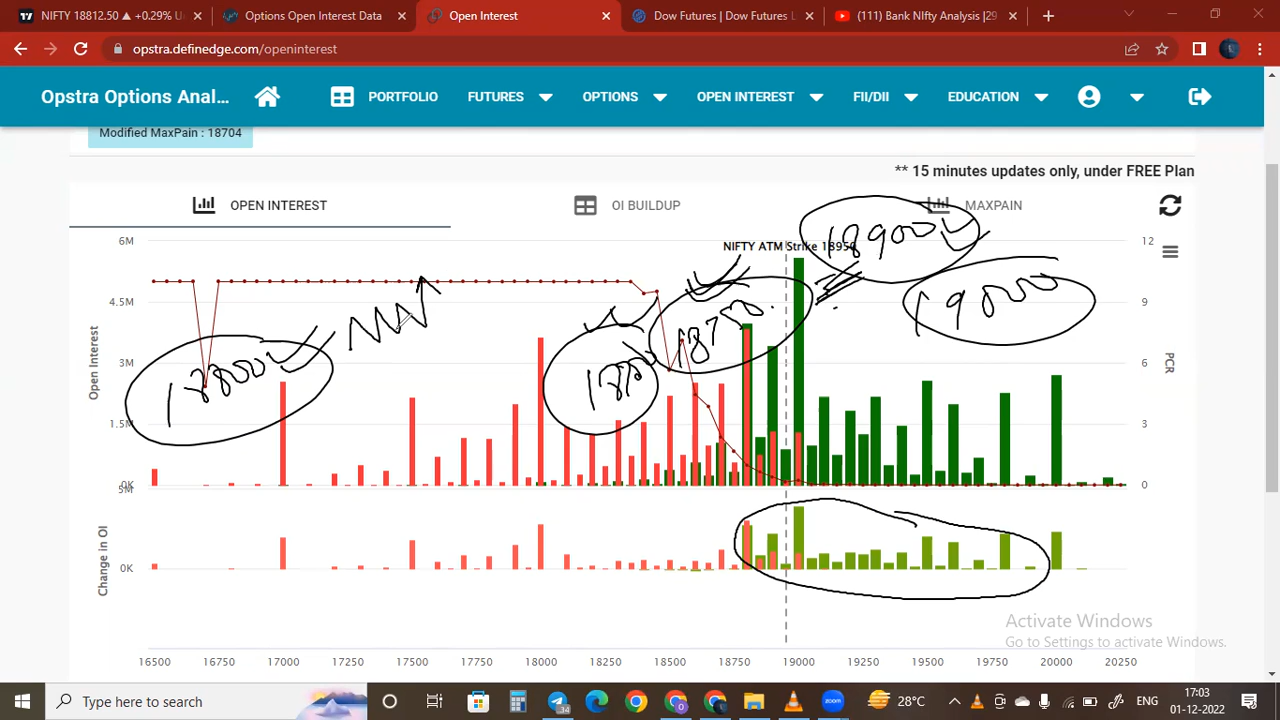 NIFTY 18812.50 ▲ +0.29% U
Options Open Interest Data
Open Interest
Dow Futures | Dow Futures L
(111) Bank NIfty Analysis |29
opstra.definedge.com/openinterest
Opstra Options Anal...
PORTFOLIO
FUTURES
OPTIONS
OPEN INTEREST
FII/DII
EDUCATION
Modified MaxPain : 18704
** 15 minutes updates only, under FREE Plan
OPEN INTEREST
OI BUILDUP
MAXPAIN
NIFTY ATM Strike 18950
18900
19000
18700
18800
6M
4.5M
3M
1.5M
0K
Open Interest
12
9
6
3
0
PCR
5M
0K
Change in OI
16500 16750 17000 17250 17500 17750 18000 18250 18500 18750 19000 19250 19500 19750 20000 20250
Activate Windows
Go to Settings to activate Windows.
Type here to search
34
zoom
28°C
ENG
17:03
01-12-2022